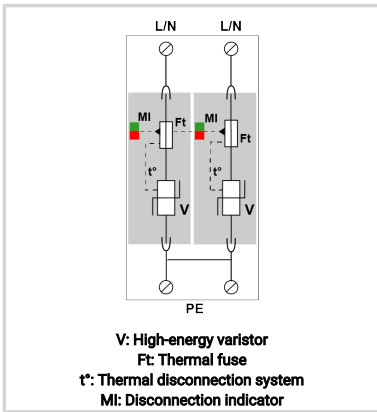 L/N L/N
MI Ft MI
Ft
t° t°
V V
PE
V: High-energy varistor
Ft: Thermal fuse
t°: Thermal disconnection system
MI: Disconnection indicator